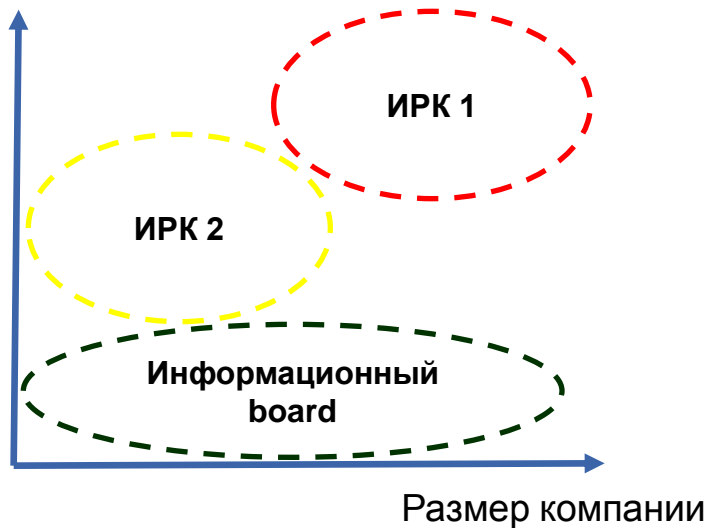 ИРК 1
ИРК 2
Информационный
board
Размер компании